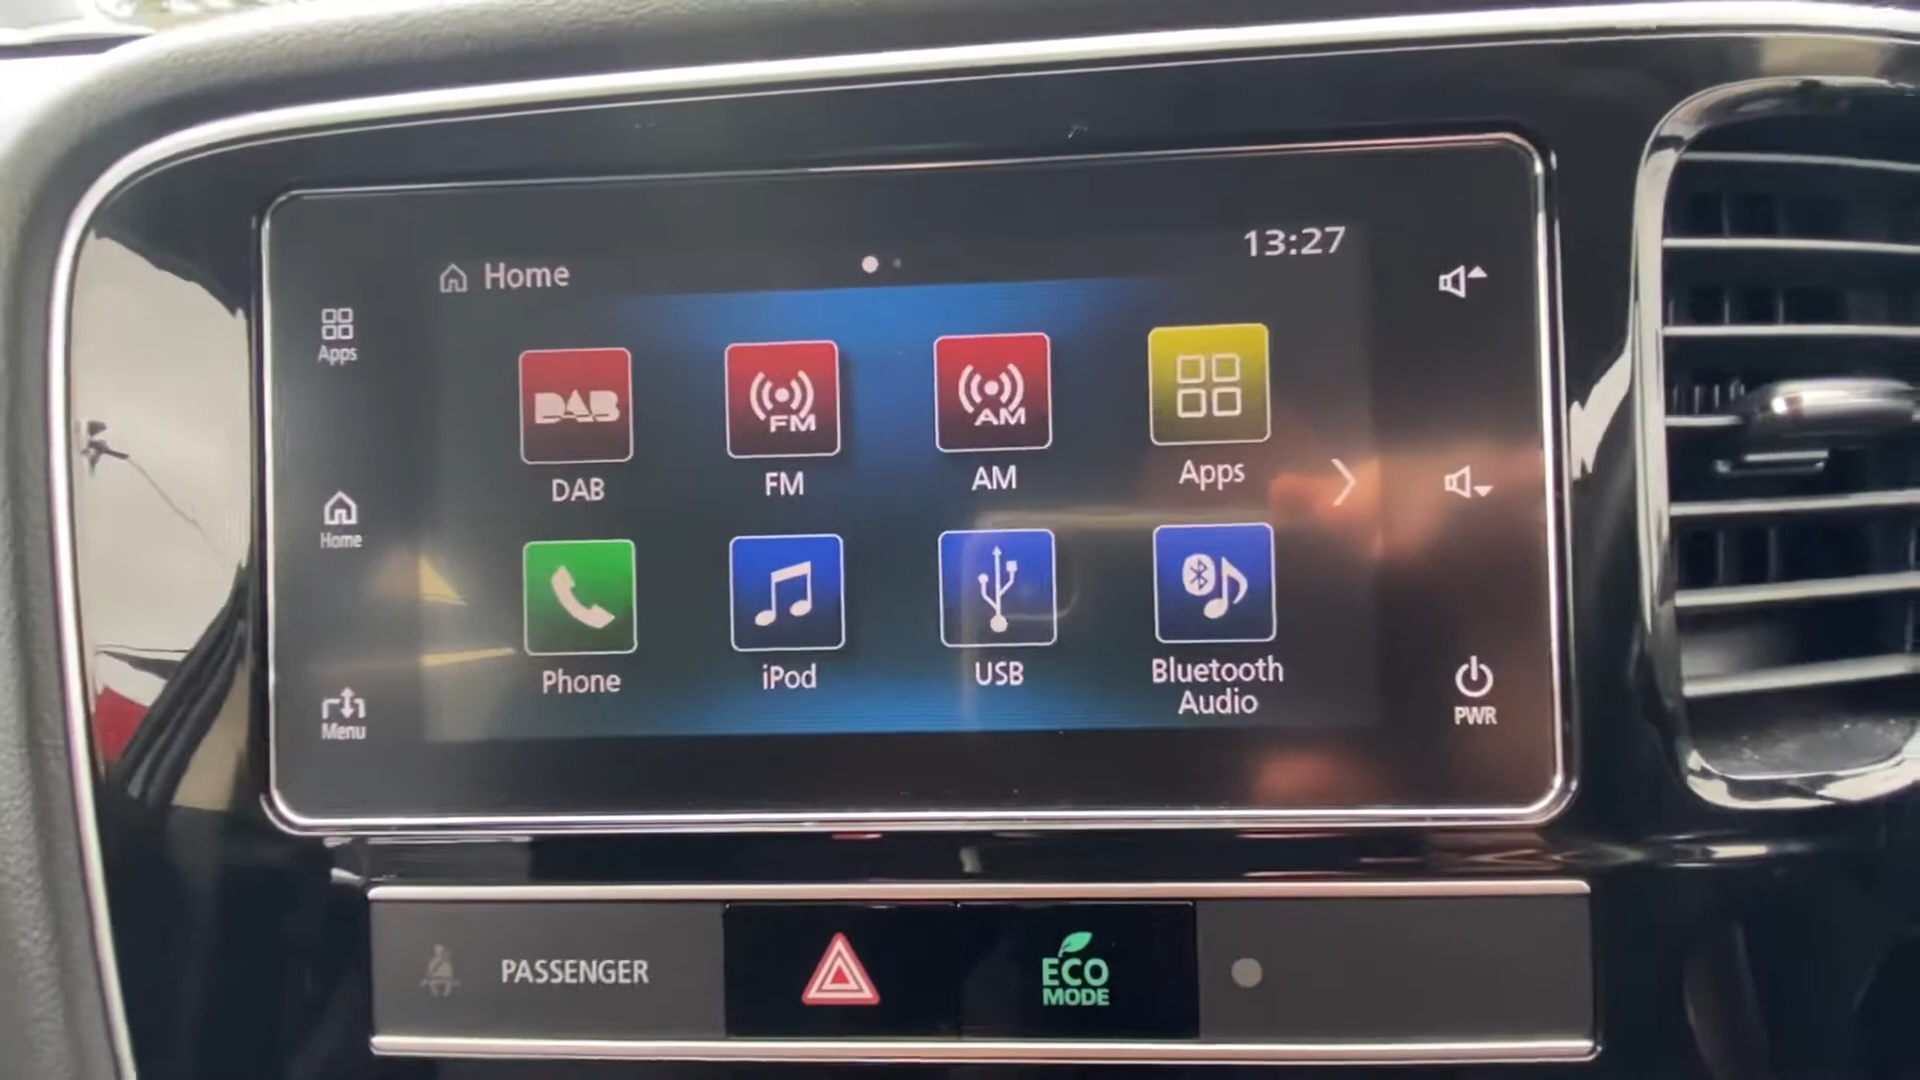 Home
13:27
Apps
Home
Menu
DAB
DAB
FM
FM
AM
AM
Apps
Phone
iPod
USB
Bluetooth
Audio
PWR
PASSENGER
ECO
MODE